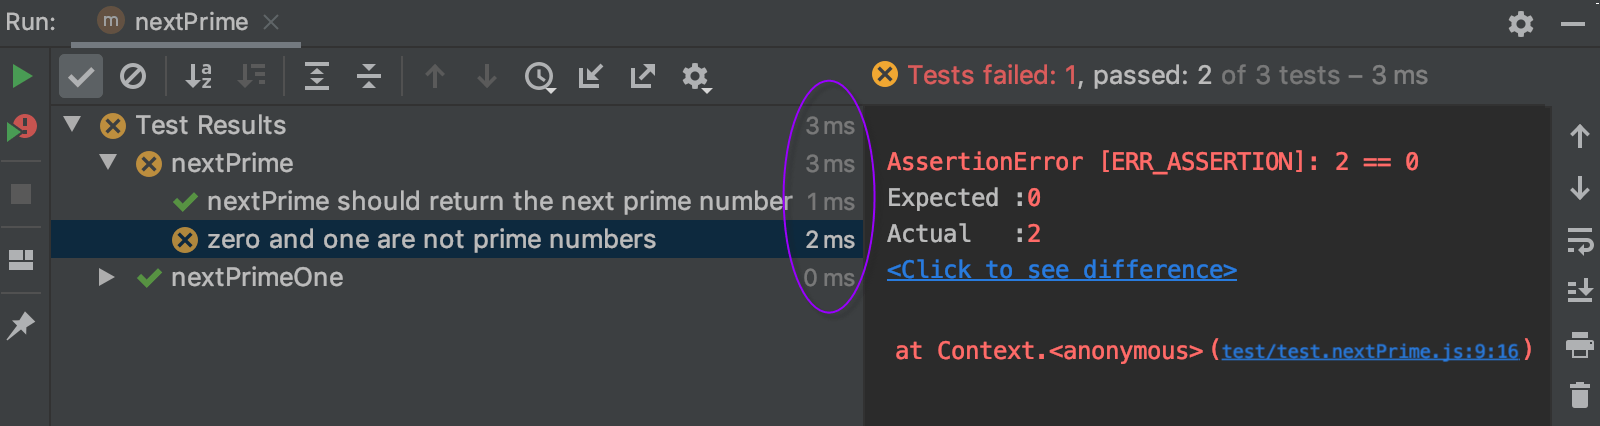 Run: m nextPrime
Tests failed: 1, passed: 2 of 3 tests – 3 ms
Test Results 3 ms
nextPrime 3 ms
nextPrime should return the next prime number 1 ms
zero and one are not prime numbers 2 ms
nextPrimeOne 0 ms
AssertionError [ERR_ASSERTION]: 2 == 0
Expected :0
Actual :2
<Click to see difference>
at Context.<anonymous>(test/test.nextPrime.js:9:16)